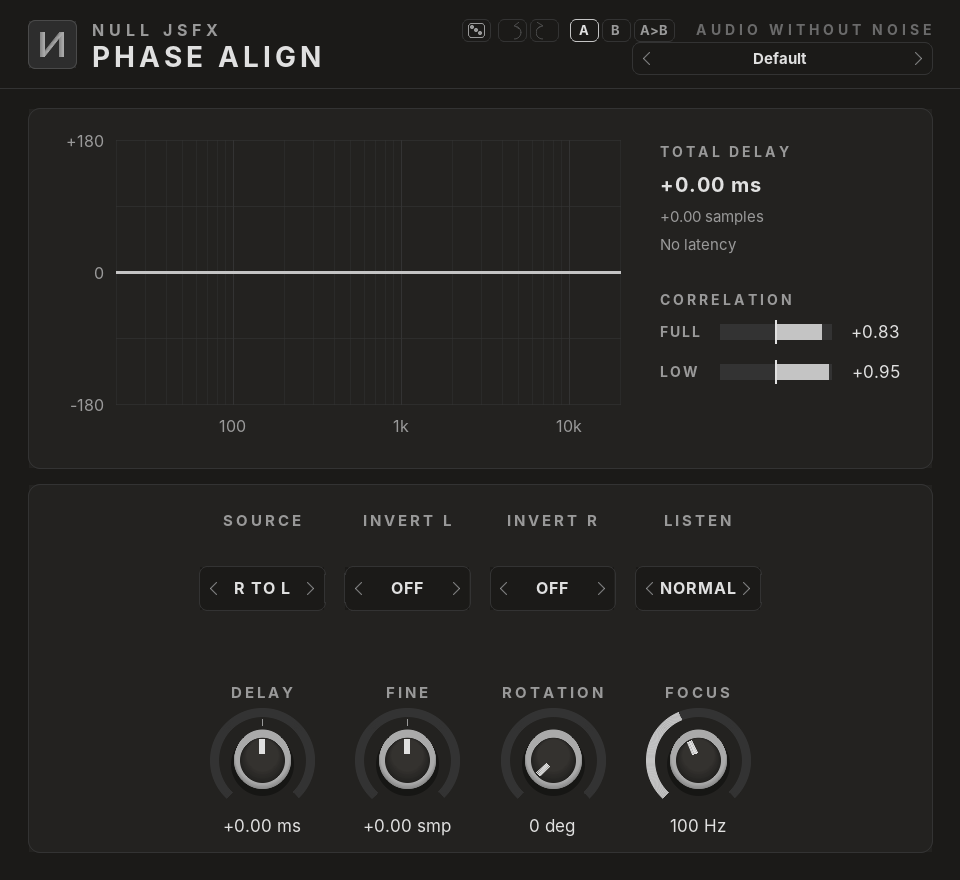 NULL JSFX
PHASE ALIGN
A B A>B
AUDIO WITHOUT NOISE
Default
+180
0
-180
100 1k 10k
TOTAL DELAY
+0.00 ms
+0.00 samples
No latency
CORRELATION
FULL +0.83
LOW +0.95
SOURCE INVERT L INVERT R LISTEN
R TO L OFF OFF NORMAL
DELAY FINE ROTATION FOCUS
+0.00 ms +0.00 smp 0 deg 100 Hz